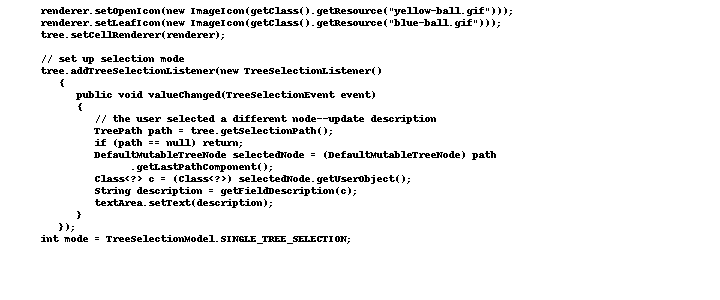 renderer.setOpenIcon(new ImageIcon(getClass().getResource("yellow-ball.gif")));
renderer.setLeafIcon(new ImageIcon(getClass().getResource("blue-ball.gif")));
tree.setCellRenderer(renderer);
// set up selection mode
tree.addTreeSelectionListener(new TreeSelectionListener()
{
public void valueChanged(TreeSelectionEvent event)
{
// the user selected a different node--update description
TreePath path = tree.getSelectionPath();
if (path == null) return;
DefaultMutableTreeNode selectedNode = (DefaultMutableTreeNode) path
.getLastPathComponent();
Class<?> c = (Class<?>) selectedNode.getUserObject();
String description = getFieldDescription(c);
textArea.setText(description);
}
});
int mode = TreeSelectionModel.SINGLE_TREE_SELECTION;